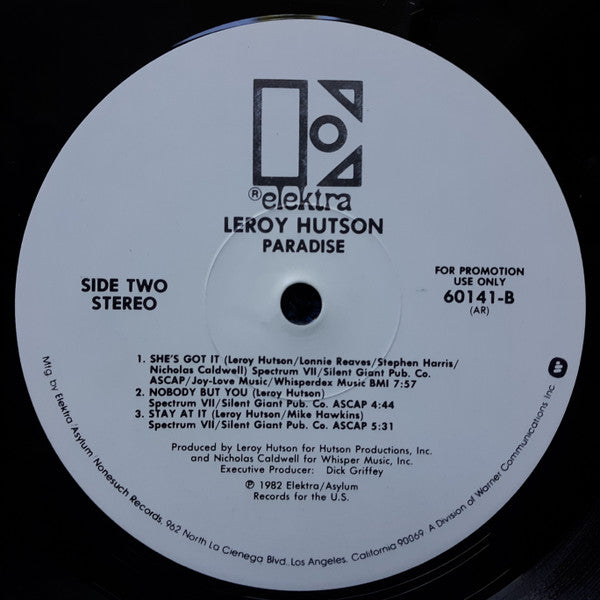 ® elektra
LEROY HUTSON
PARADISE
SIDE TWO
STEREO
FOR PROMOTION
USE ONLY
60141-B
(AR)
1. SHE'S GOT IT (Leroy Hutson/Lonnie Reaves/Stephen Harris/
Nicholas Caldwell) Spectrum VII/Silent Giant Pub. Co.
ASCAP/Joy-Love Music/Whisperdex Music BMI 7:57
2. NOBODY BUT YOU (Leroy Hutson)
Spectrum VII/Silent Giant Pub. Co. ASCAP 4:44
3. STAY AT IT (Leroy Hutson/Mike Hawkins)
Spectrum VII/Silent Giant Pub. Co. ASCAP 5:31
Produced by Leroy Hutson for Hutson Productions, Inc.
and Nicholas Caldwell for Whisper Music, Inc.
Executive Producer: Dick Griffey
℗ 1982 Elektra/Asylum
Records for the U.S.
Mfg. by Elektra/Asylum/Nonesuch Records, 962 North La Cienega Blvd. Los Angeles, California 90069 A Division of Warner Communications Inc.